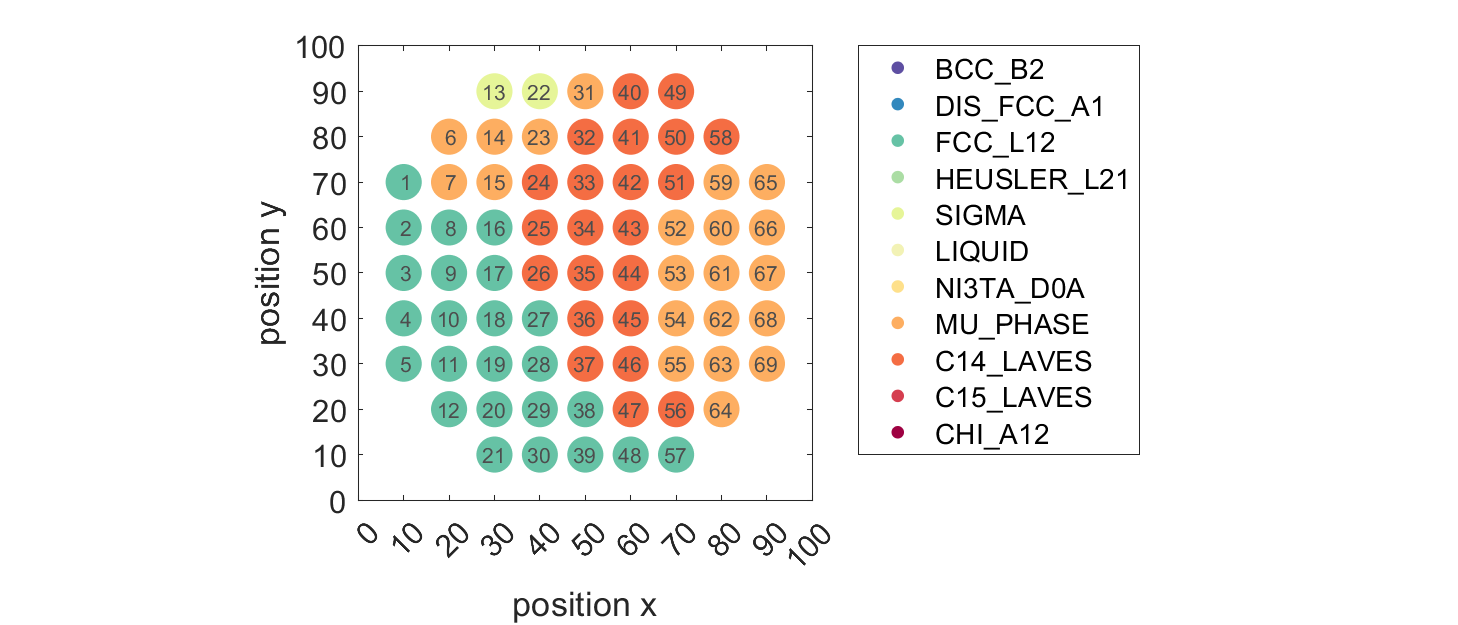 100
90
80
70
60
50
40
30
20
10
0
position y
13 22 31 40 49
6 14 23 32 41 50 58
1 7 15 24 33 42 51 59 65
2 8 16 25 34 43 52 60 66
3 9 17 26 35 44 53 61 67
4 10 18 27 36 45 54 62 68
5 11 19 28 37 46 55 63 69
12 20 29 38 47 56 64
21 30 39 48 57
0 10 20 30 40 50 60 70 80 90 100
position x
BCC_B2
DIS_FCC_A1
FCC_L12
HEUSLER_L21
SIGMA
LIQUID
NI3TA_D0A
MU_PHASE
C14_LAVES
C15_LAVES
CHI_A12